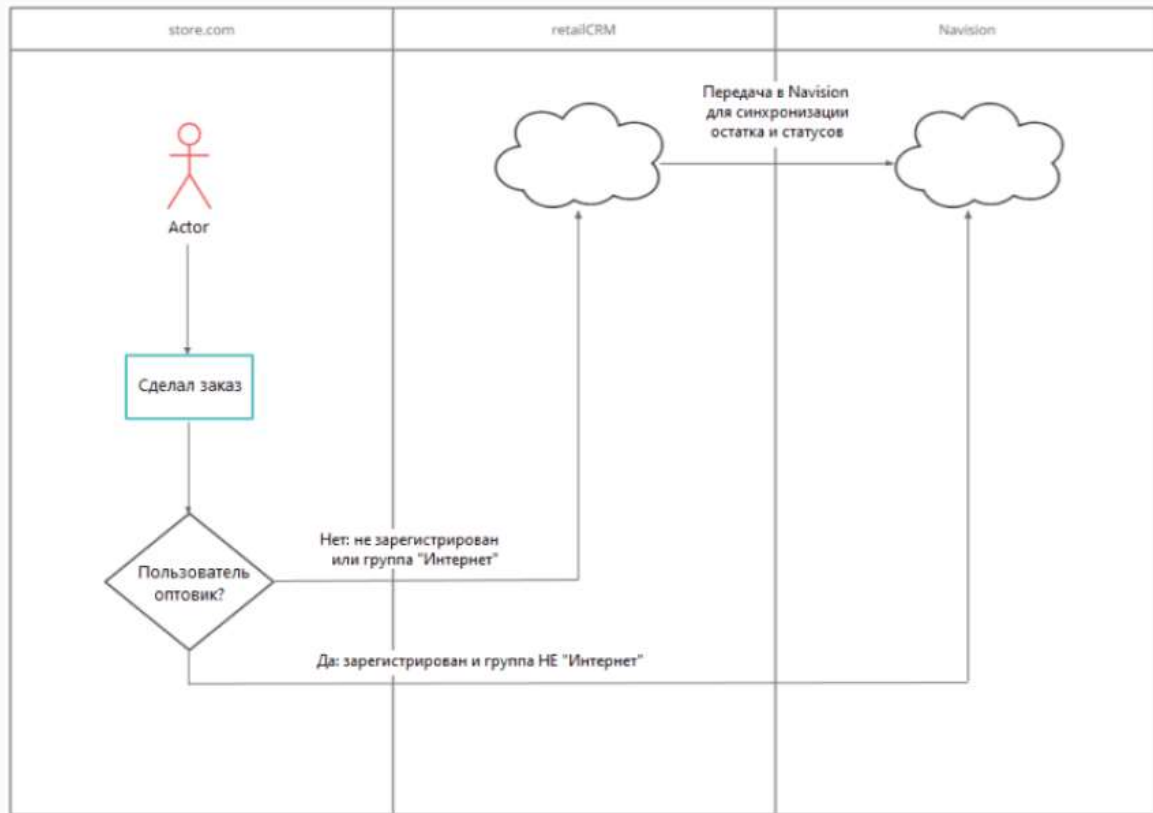 store.com
retailCRM
Navision
Передача в Navision
для синхронизации
остатка и статусов
Actor
Сделал заказ
Нет: не зарегистрирован
или группа "Интернет"
Пользователь
оптовик?
Да: зарегистрирован и группа НЕ "Интернет"